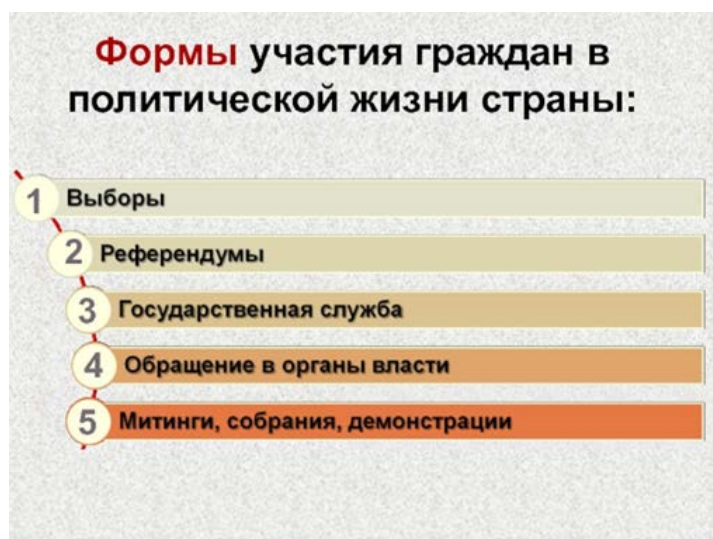 Формы участия граждан в
политической жизни страны:
1 Выборы
2 Референдумы
3 Государственная служба
4 Обращение в органы власти
5 Митинги, собрания, демонстрации